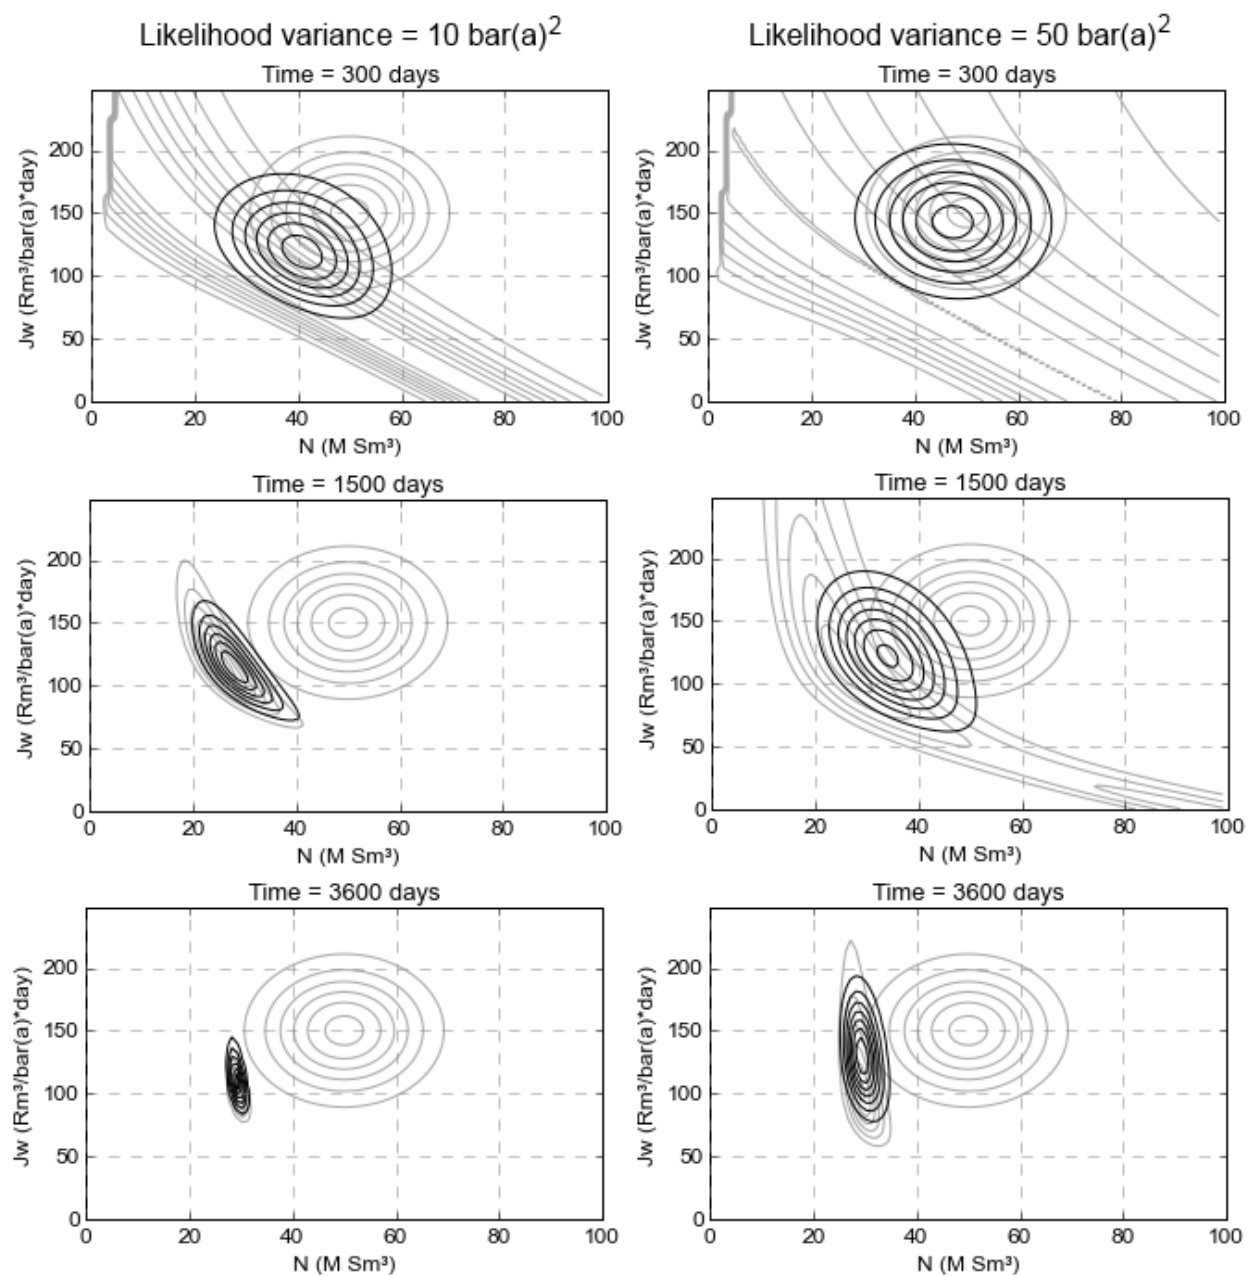 Likelihood variance = 10 bar(a)²
Likelihood variance = 50 bar(a)²
Time = 300 days
Time = 300 days
200
150
100
50
0
Jw (Rm³/bar(a)*day)
0 20 40 60 80 100
N (M Sm³)
200
150
100
50
0
Jw (Rm³/bar(a)*day)
0 20 40 60 80 100
N (M Sm³)
Time = 1500 days
Time = 1500 days
200
150
100
50
0
Jw (Rm³/bar(a)*day)
0 20 40 60 80 100
N (M Sm³)
200
150
100
50
0
Jw (Rm³/bar(a)*day)
0 20 40 60 80 100
N (M Sm³)
Time = 3600 days
Time = 3600 days
200
150
100
50
0
Jw (Rm³/bar(a)*day)
0 20 40 60 80 100
N (M Sm³)
200
150
100
50
0
Jw (Rm³/bar(a)*day)
0 20 40 60 80 100
N (M Sm³)